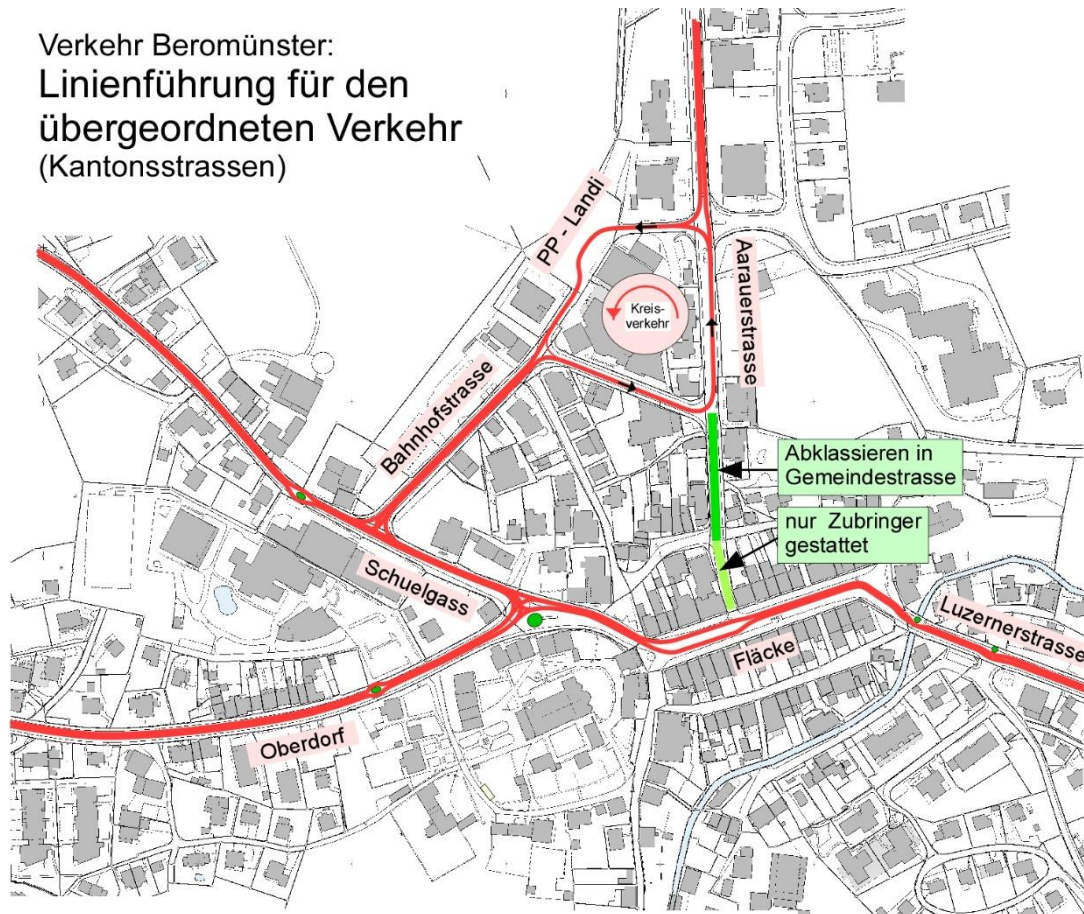 Verkehr Beromünster:
Linienführung für den
übergeordneten Verkehr
(Kantonsstrassen)
PP - Landi
Kreis-
verkehr
Aarauerstrasse
Bahnhofstrasse
Abklassieren in
Gemeindestrasse
nur Zubringer
gestattet
Schuelgass
Luzernerstrasse
Fläcke
Oberdorf